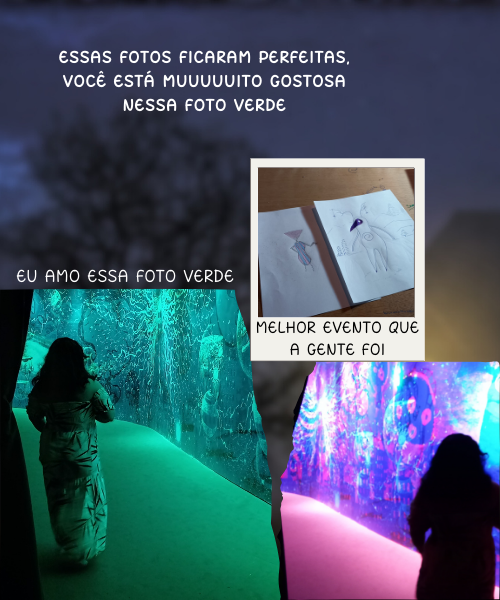 ESSAS FOTOS FICARAM PERFEITAS,
VOCÊ ESTÁ MUUUUUITO GOSTOSA
NESSA FOTO VERDE
EU AMO ESSA FOTO VERDE
MELHOR EVENTO QUE
A GENTE FOI